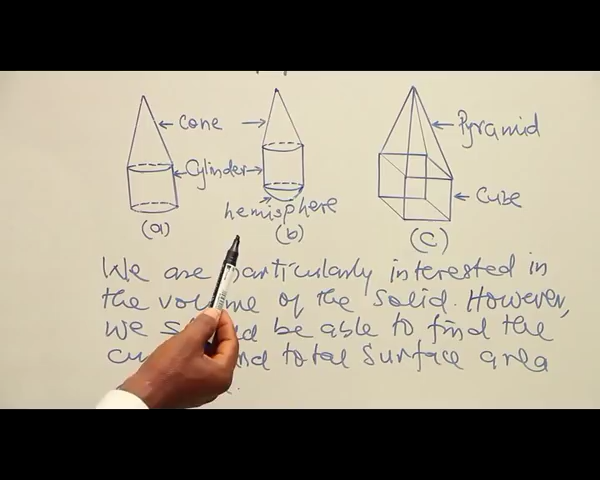 Cone
Pyramid
Cylinder
Cube
hemisphere
(a)
(b)
(C)
We are particularly interested in
the volume of the solid. However,
we be able to find the
total surface area